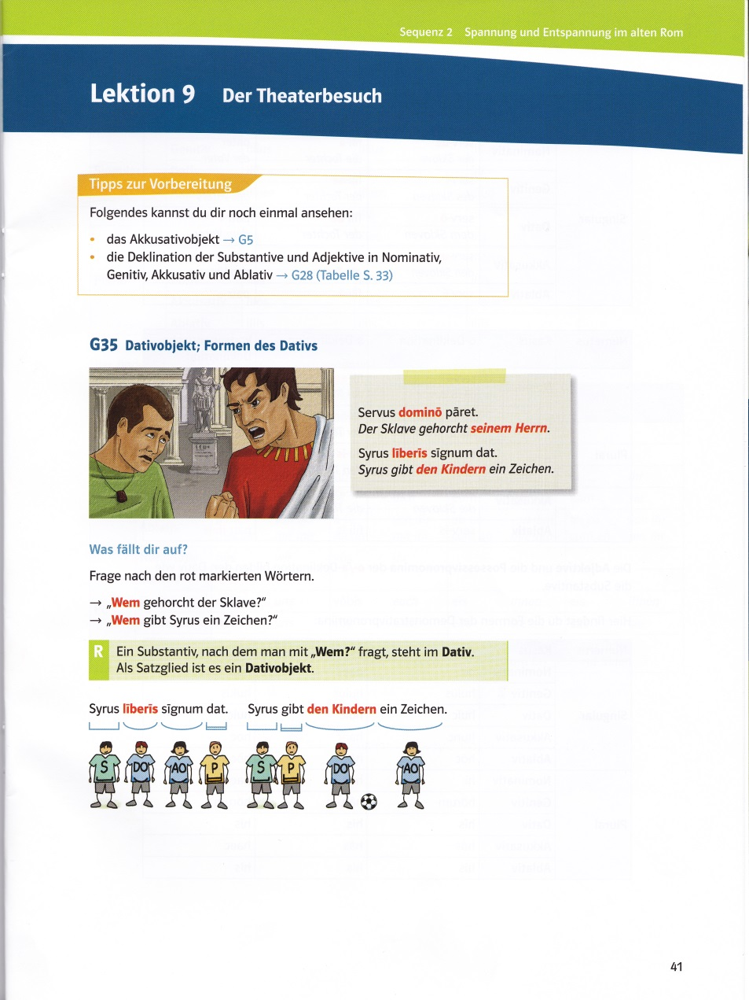 Sequenz 2 Spannung und Entspannung im alten Rom
Lektion 9 Der Theaterbesuch
Tipps zur Vorbereitung
Folgendes kannst du dir noch einmal ansehen:
• das Akkusativobjekt → G5
• die Deklination der Substantive und Adjektive in Nominativ,
Genitiv, Akkusativ und Ablativ → G28 (Tabelle S. 33)
G35 Dativobjekt; Formen des Dativs
Servus dominō pāret.
Der Sklave gehorcht seinem Herrn.
Syrus līberīs sīgnum dat.
Syrus gibt den Kindern ein Zeichen.
Was fällt dir auf?
Frage nach den rot markierten Wörtern.
→ „Wem gehorcht der Sklave?“
→ „Wem gibt Syrus ein Zeichen?“
R Ein Substantiv, nach dem man mit „Wem?“ fragt, steht im Dativ.
Als Satzglied ist es ein Dativobjekt.
Syrus līberīs sīgnum dat. Syrus gibt den Kindern ein Zeichen.
S DO AO P S P DO AO
41